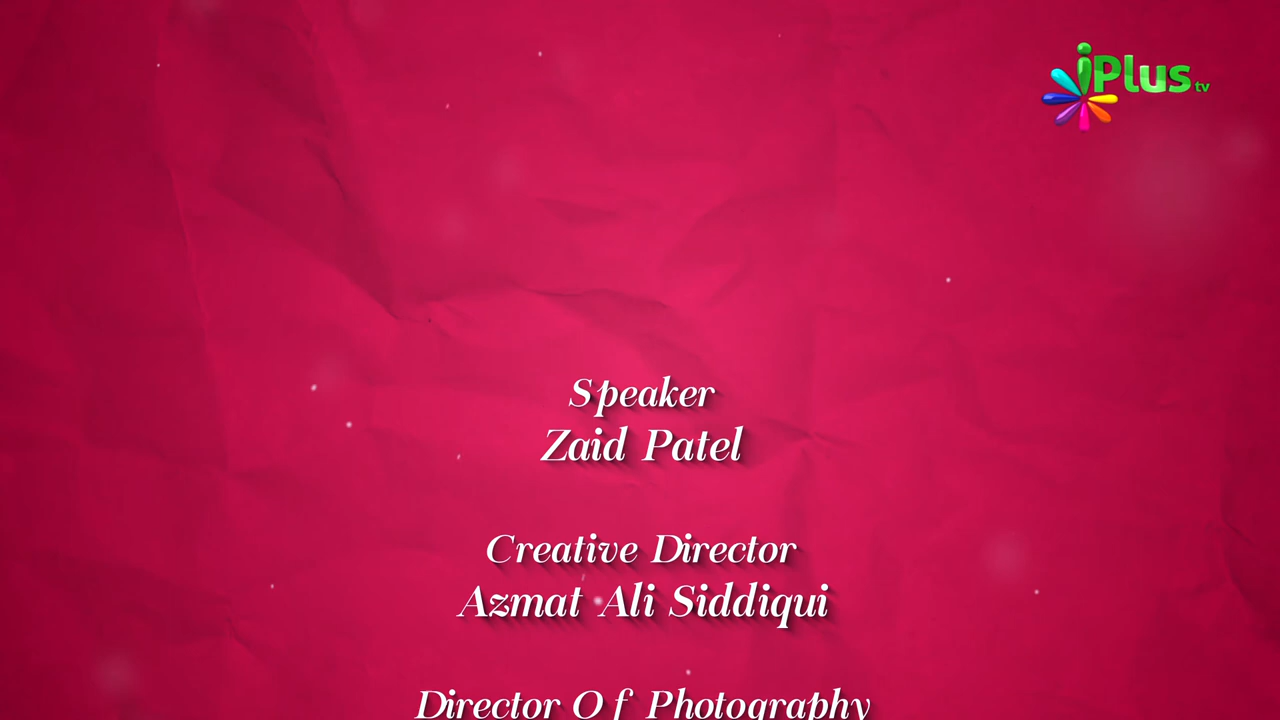 iPlus tv
Speaker
Zaid Patel
Creative Director
Azmat Ali Siddiqui
Director Of Photography